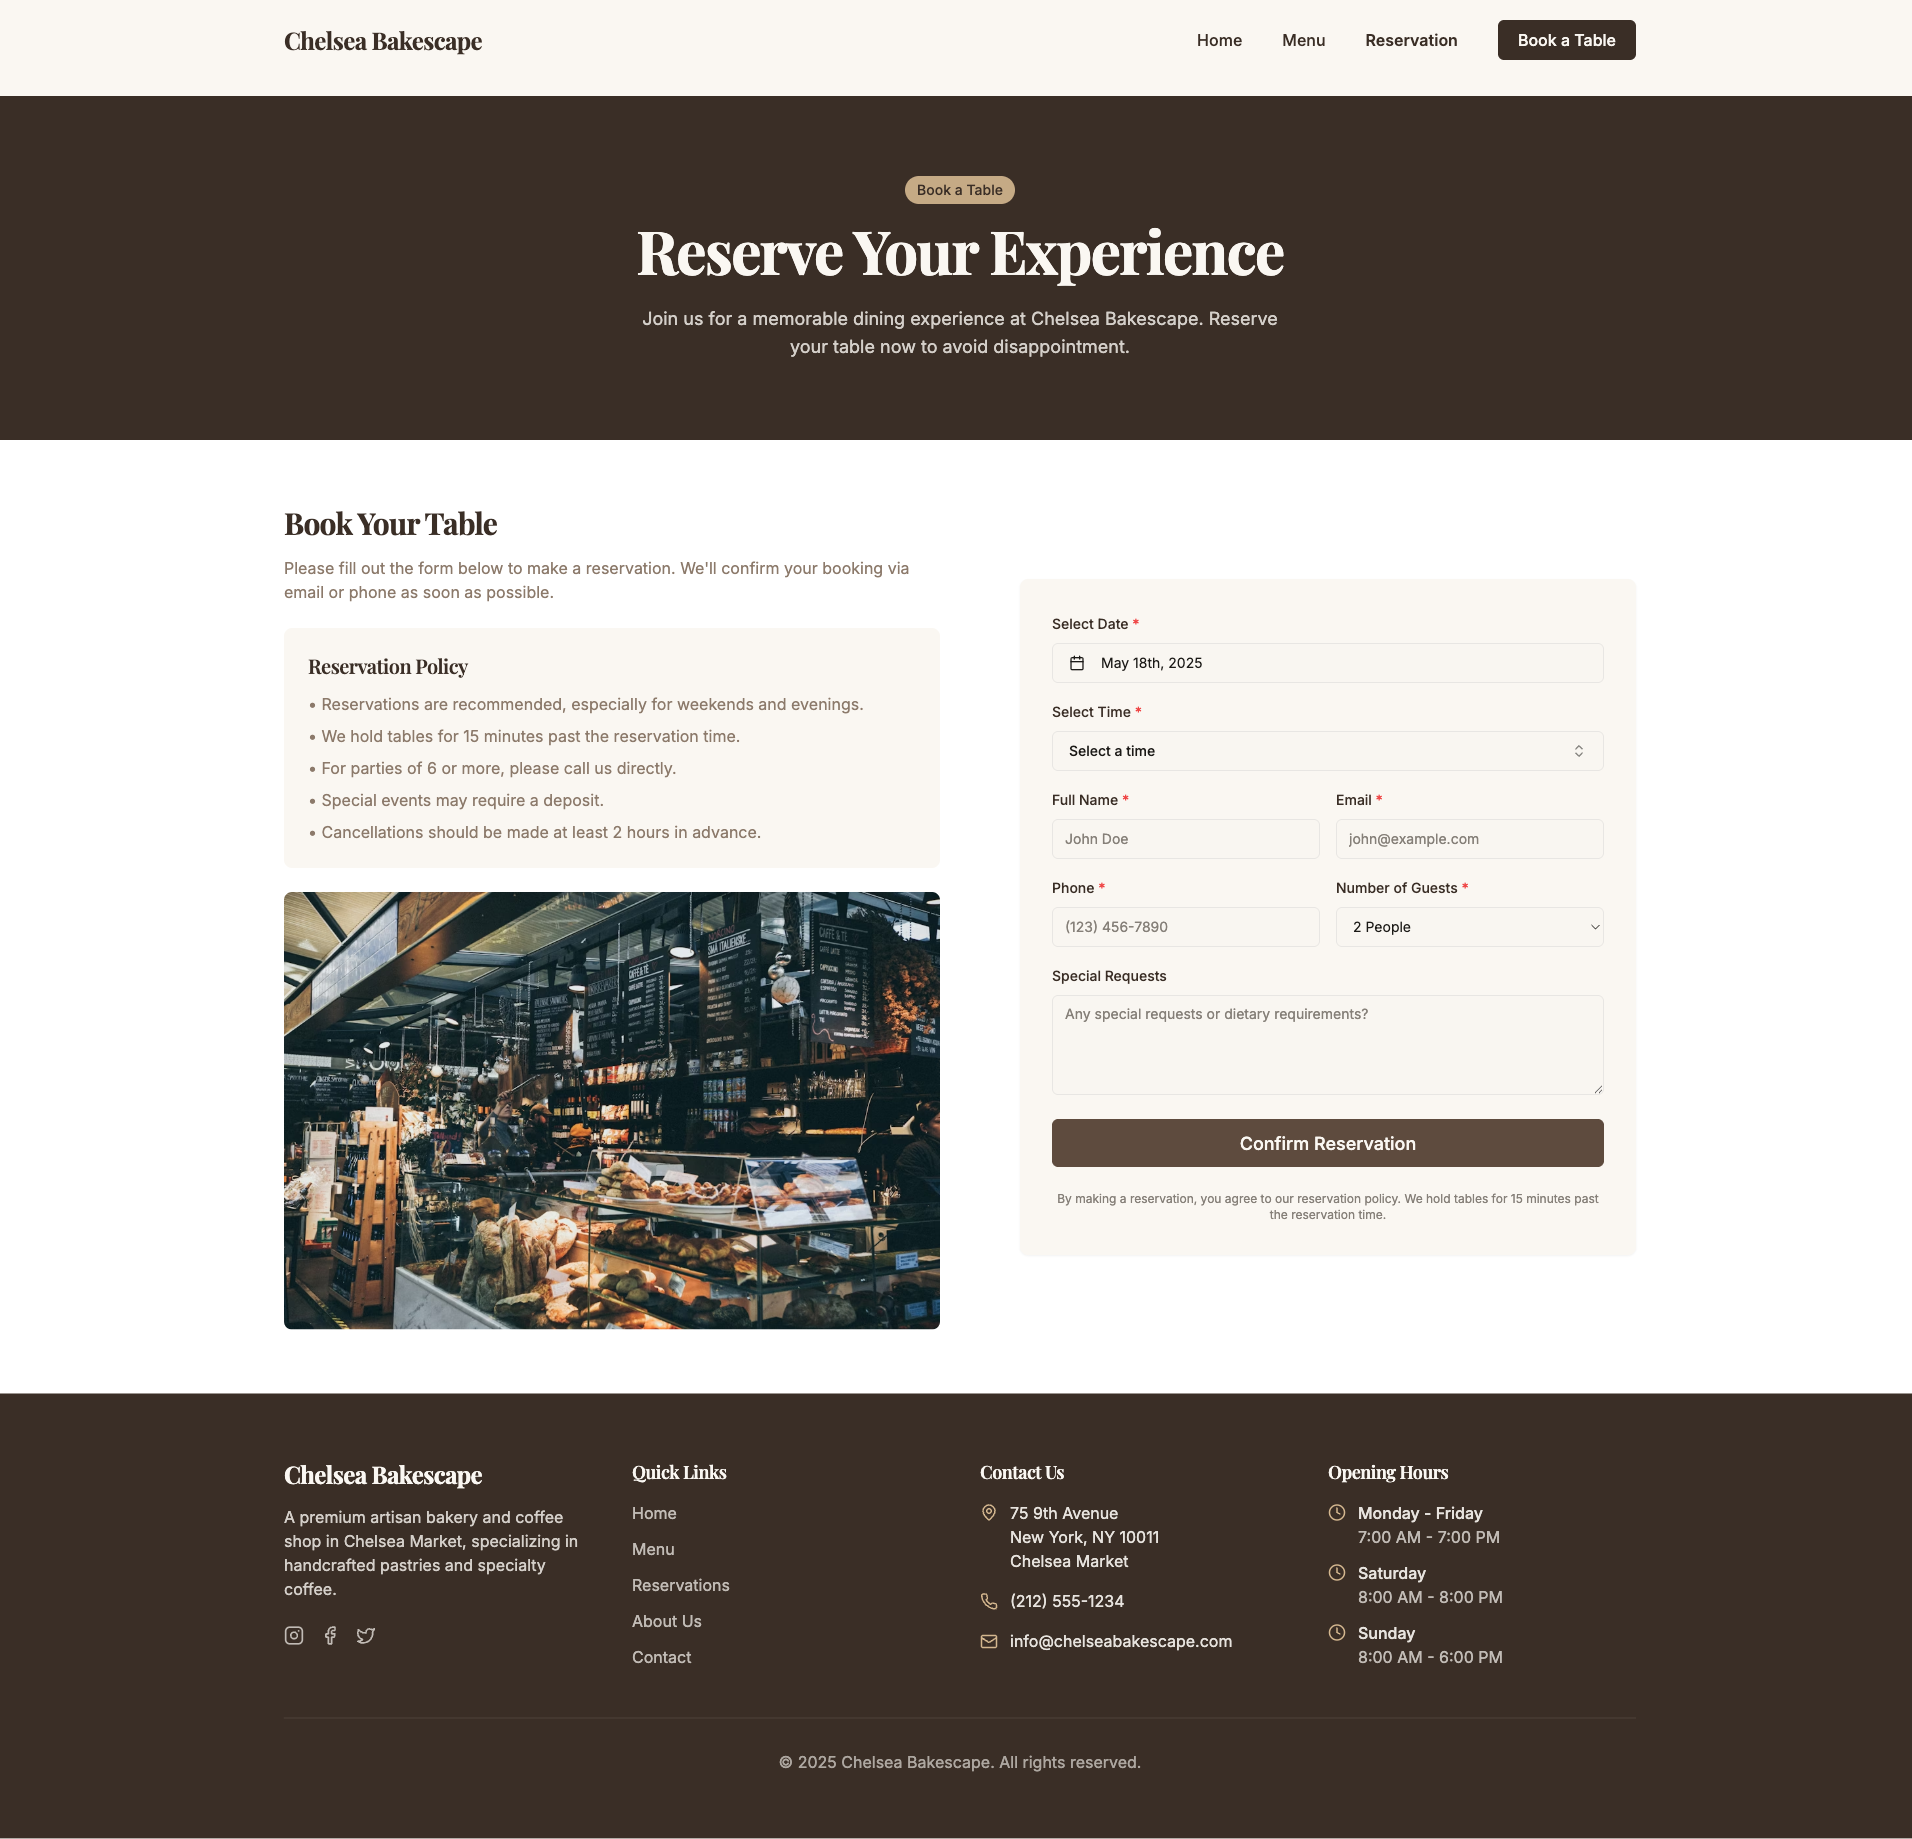 Chelsea Bakescape
Home
Menu
Reservation
Book a Table
Book a Table
Reserve Your Experience
Join us for a memorable dining experience at Chelsea Bakescape. Reserve
your table now to avoid disappointment.
Book Your Table
Please fill out the form below to make a reservation. We'll confirm your booking via
email or phone as soon as possible.
Reservation Policy
• Reservations are recommended, especially for weekends and evenings.
• We hold tables for 15 minutes past the reservation time.
• For parties of 6 or more, please call us directly.
• Special events may require a deposit.
• Cancellations should be made at least 2 hours in advance.
CAFFE & TE
CAFFÈ & TE
Select Date *
May 18th, 2025
Select Time *
Select a time
Full Name *
John Doe
Email *
john@example.com
Phone *
(123) 456-7890
Number of Guests *
2 People
Special Requests
Any special requests or dietary requirements?
Confirm Reservation
By making a reservation, you agree to our reservation policy. We hold tables for 15 minutes past
the reservation time.
Chelsea Bakescape
A premium artisan bakery and coffee
shop in Chelsea Market, specializing in
handcrafted pastries and specialty
coffee.
Quick Links
Home
Menu
Reservations
About Us
Contact
Contact Us
75 9th Avenue
New York, NY 10011
Chelsea Market
(212) 555-1234
info@chelseabakescape.com
Opening Hours
Monday - Friday
7:00 AM - 7:00 PM
Saturday
8:00 AM - 8:00 PM
Sunday
8:00 AM - 6:00 PM
© 2025 Chelsea Bakescape. All rights reserved.